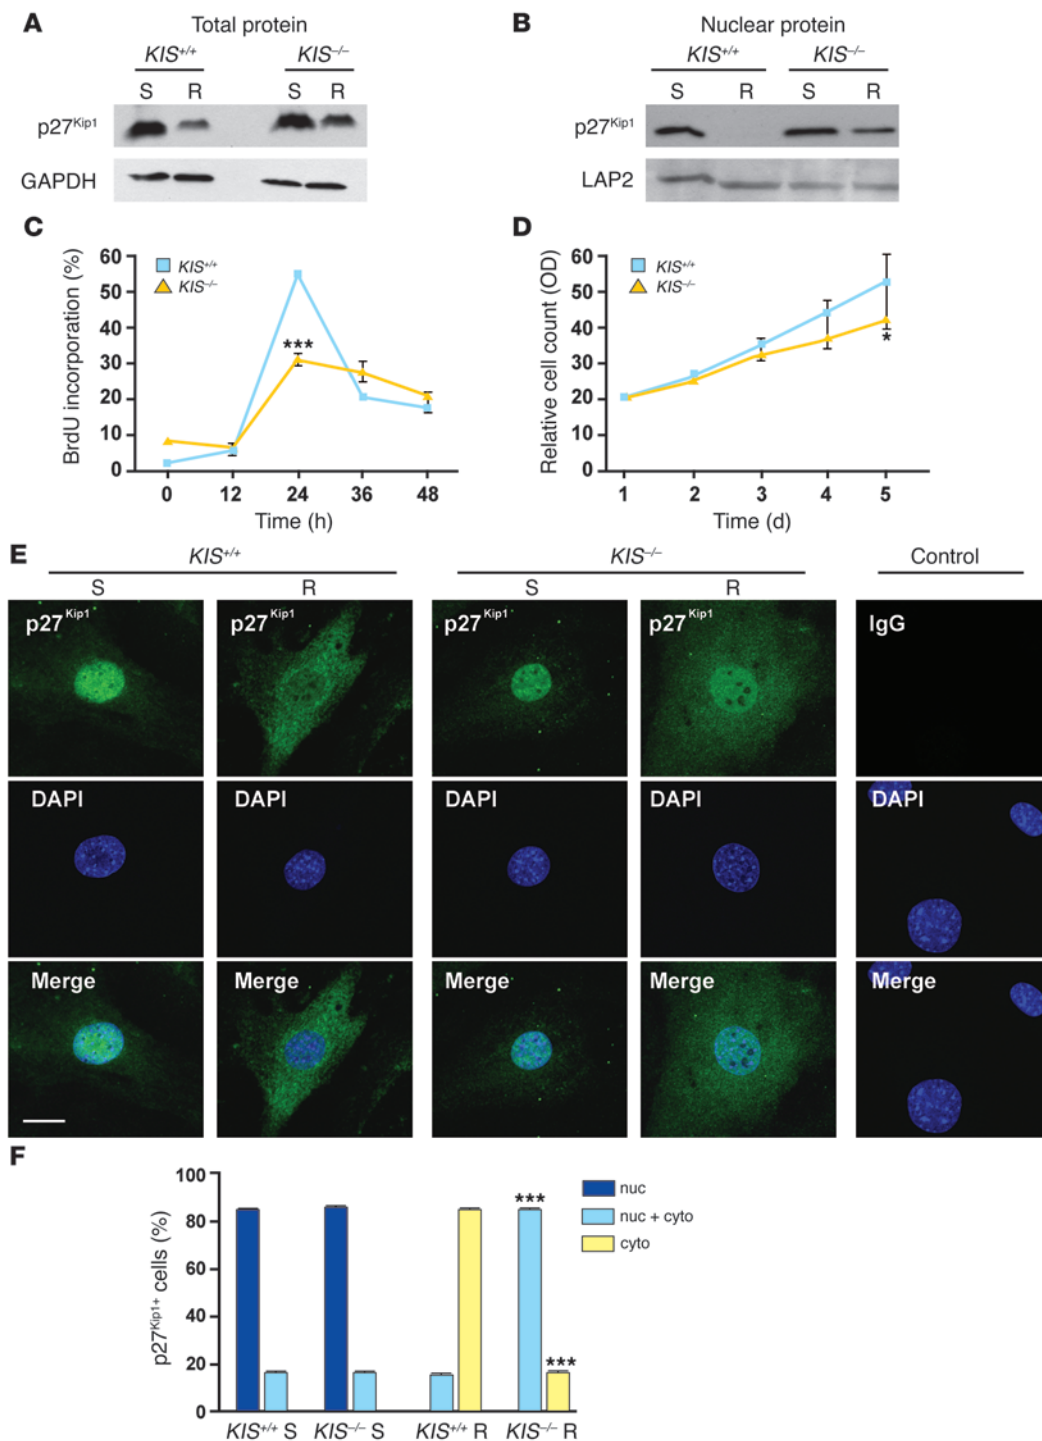 A Total protein
KIS+/+ KIS–/–
S R S R
p27Kip1
GAPDH
B Nuclear protein
KIS+/+ KIS–/–
S R S R
p27Kip1
LAP2
C
BrdU incorporation (%)
60
50
40
30
20
10
0
KIS+/+
KIS–/–
***
0 12 24 36 48
Time (h)
D
Relative cell count (OD)
60
50
40
30
20
10
0
KIS+/+
KIS–/–
*
1 2 3 4 5
Time (d)
E KIS+/+ KIS–/– Control
S R S R
p27Kip1 p27Kip1 p27Kip1 p27Kip1 IgG
DAPI DAPI DAPI DAPI DAPI
Merge Merge Merge Merge Merge
F
p27Kip1+ cells (%)
100
80
60
40
20
0
*** ***
nuc
nuc + cyto
cyto
KIS+/+ S KIS–/– S KIS+/+ R KIS–/– R